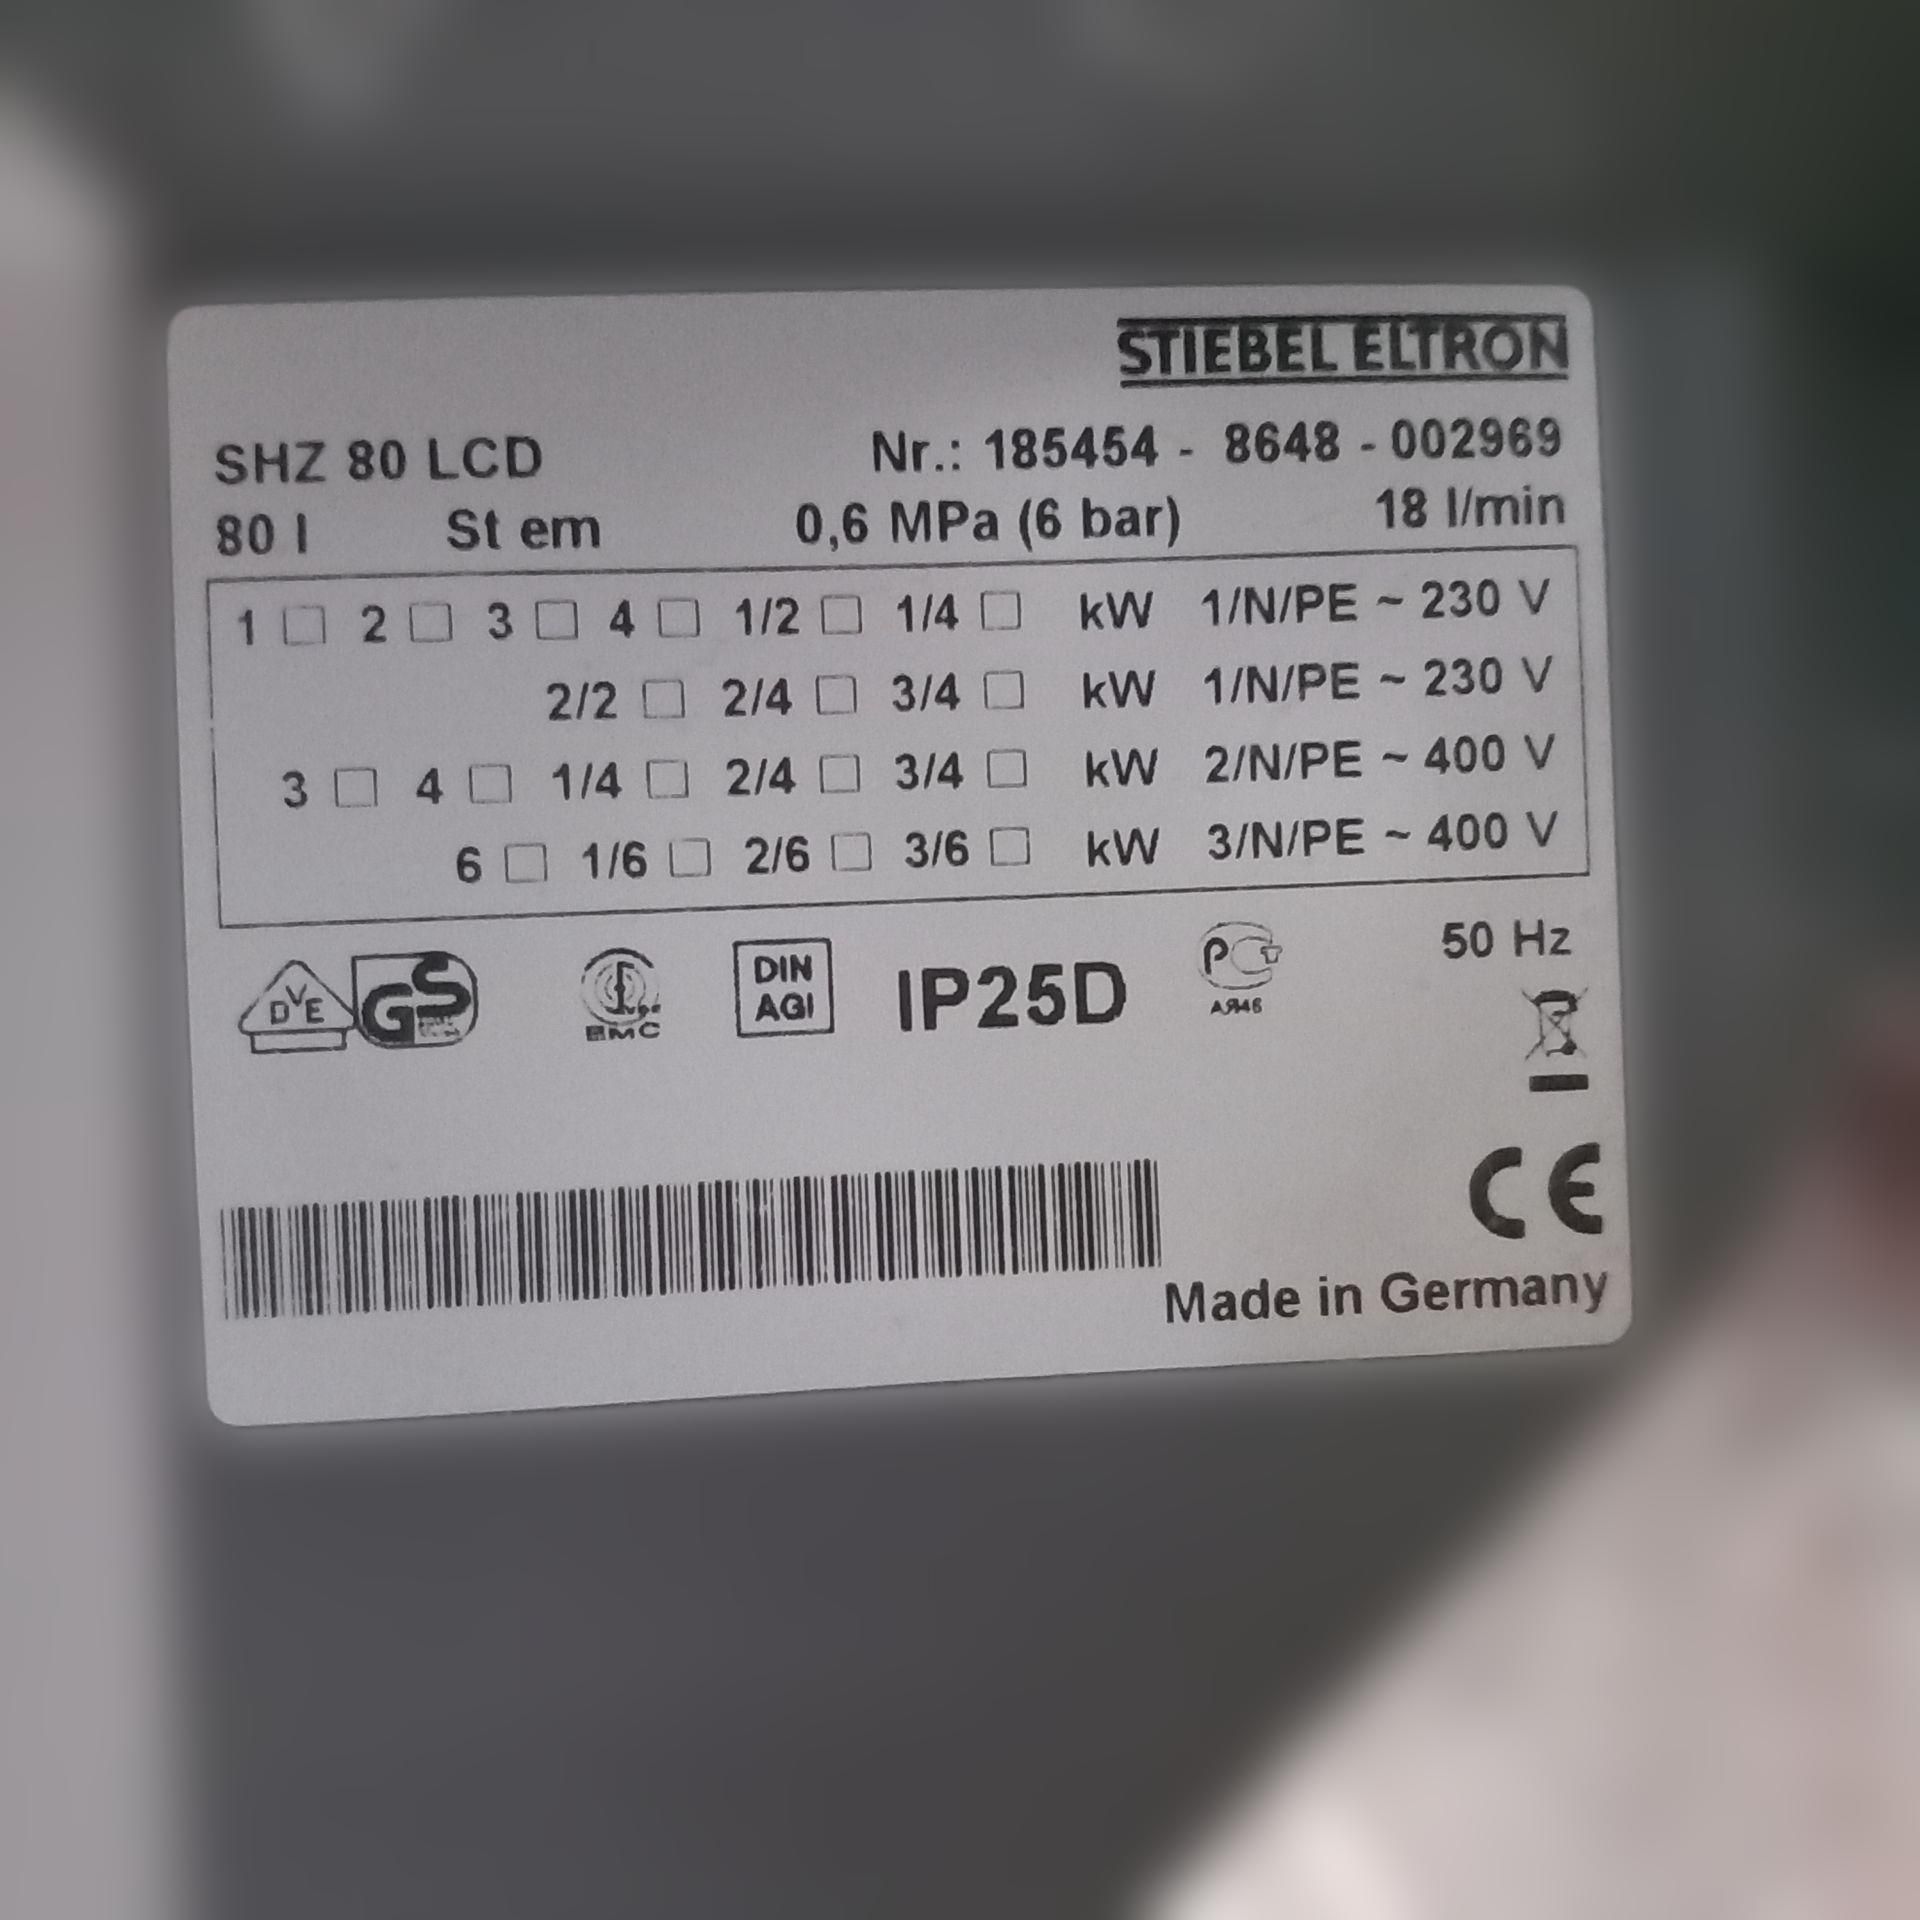 STIEBEL ELTRON
SHZ 80 LCD Nr.: 185454 - 8648 - 002969
80 l St em 0,6 MPa (6 bar) 18 l/min
1 ☐ 2 ☐ 3 ☐ 4 ☐ 1/2 ☐ 1/4 ☐ kW 1/N/PE ~ 230 V
2/2 ☐ 2/4 ☐ 3/4 ☐ kW 1/N/PE ~ 230 V
3 ☐ 4 ☐ 1/4 ☐ 2/4 ☐ 3/4 ☐ kW 2/N/PE ~ 400 V
6 ☐ 1/6 ☐ 2/6 ☐ 3/6 ☐ kW 3/N/PE ~ 400 V
50 Hz
DVE GS
EMC
DIN
AGI
IP25D
PCT
CE
Made in Germany